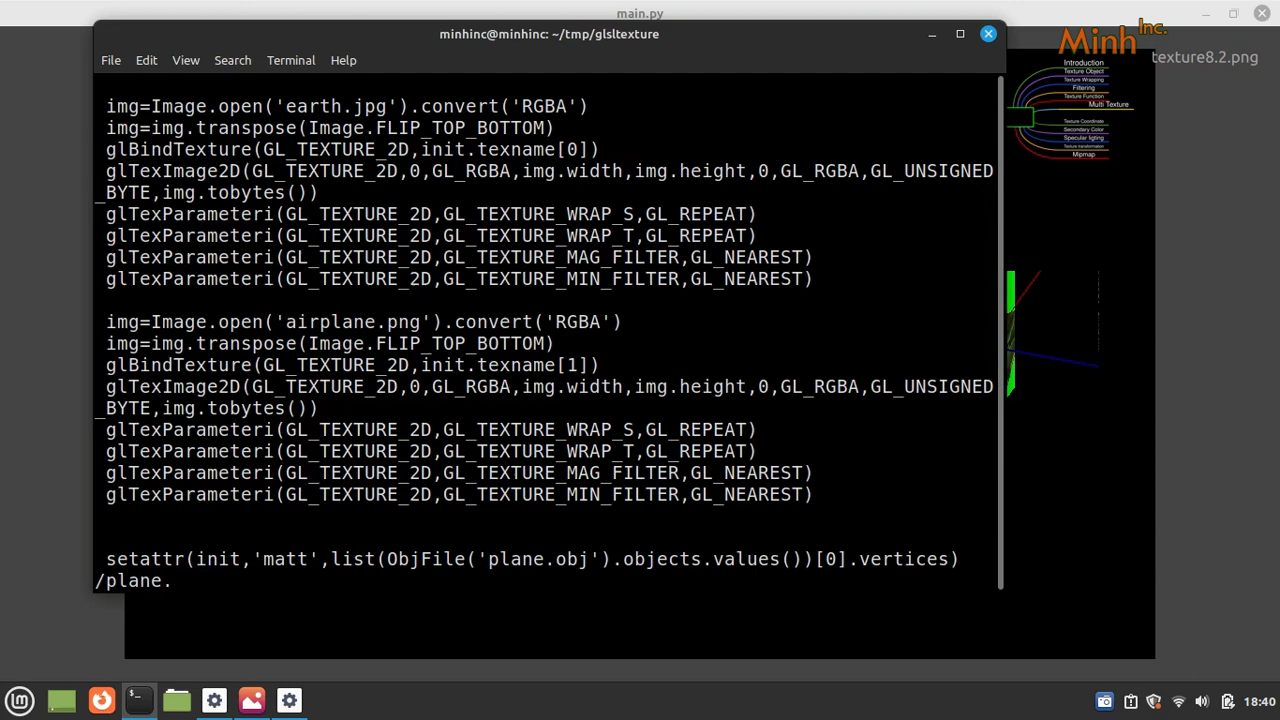 main.py
minhinc@minhinc: ~/tmp/glsltexture
Minh Inc.
texture8.2.png
File Edit View Search Terminal Help
img=Image.open('earth.jpg').convert('RGBA')
img=img.transpose(Image.FLIP_TOP_BOTTOM)
glBindTexture(GL_TEXTURE_2D,init.texname[0])
glTexImage2D(GL_TEXTURE_2D,0,GL_RGBA,img.width,img.height,0,GL_RGBA,GL_UNSIGNED
_BYTE,img.tobytes())
glTexParameteri(GL_TEXTURE_2D,GL_TEXTURE_WRAP_S,GL_REPEAT)
glTexParameteri(GL_TEXTURE_2D,GL_TEXTURE_WRAP_T,GL_REPEAT)
glTexParameteri(GL_TEXTURE_2D,GL_TEXTURE_MAG_FILTER,GL_NEAREST)
glTexParameteri(GL_TEXTURE_2D,GL_TEXTURE_MIN_FILTER,GL_NEAREST)
img=Image.open('airplane.png').convert('RGBA')
img=img.transpose(Image.FLIP_TOP_BOTTOM)
glBindTexture(GL_TEXTURE_2D,init.texname[1])
glTexImage2D(GL_TEXTURE_2D,0,GL_RGBA,img.width,img.height,0,GL_RGBA,GL_UNSIGNED
_BYTE,img.tobytes())
glTexParameteri(GL_TEXTURE_2D,GL_TEXTURE_WRAP_S,GL_REPEAT)
glTexParameteri(GL_TEXTURE_2D,GL_TEXTURE_WRAP_T,GL_REPEAT)
glTexParameteri(GL_TEXTURE_2D,GL_TEXTURE_MAG_FILTER,GL_NEAREST)
glTexParameteri(GL_TEXTURE_2D,GL_TEXTURE_MIN_FILTER,GL_NEAREST)
setattr(init,'matt',list(ObjFile('plane.obj').objects.values())[0].vertices)
/plane.
Introduction
Texture Object
Texture Wrapping
Filtering
Texture Function
Multi Texture
Texture Coordinate
Secondary Color
Specular ligting
Texture transformation
Mipmap
18:40